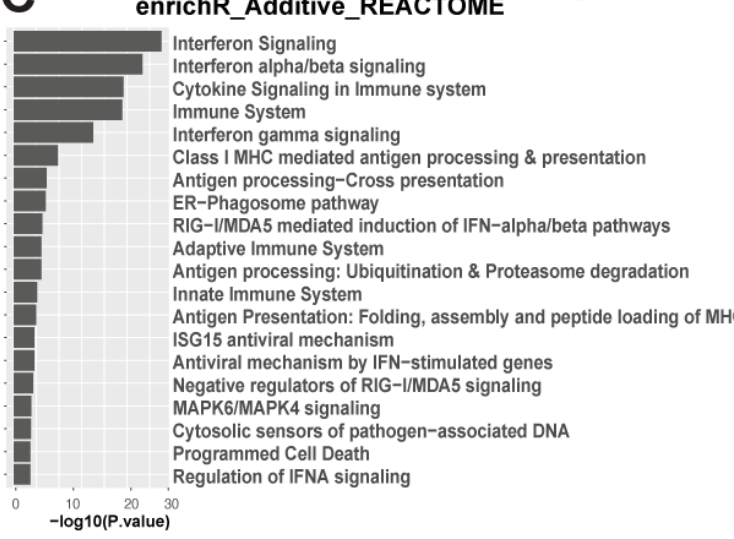 C enrichR_Additive_REACTOME
Interferon Signaling
Interferon alpha/beta signaling
Cytokine Signaling in Immune system
Immune System
Interferon gamma signaling
Class I MHC mediated antigen processing & presentation
Antigen processing−Cross presentation
ER−Phagosome pathway
RIG−I/MDA5 mediated induction of IFN−alpha/beta pathways
Adaptive Immune System
Antigen processing: Ubiquitination & Proteasome degradation
Innate Immune System
Antigen Presentation: Folding, assembly and peptide loading of
ISG15 antiviral mechanism
Antiviral mechanism by IFN−stimulated genes
Negative regulators of RIG−I/MDA5 signaling
MAPK6/MAPK4 signaling
Cytosolic sensors of pathogen−associated DNA
Programmed Cell Death
Regulation of IFNA signaling
0 10 20 30
−log10(P.value)